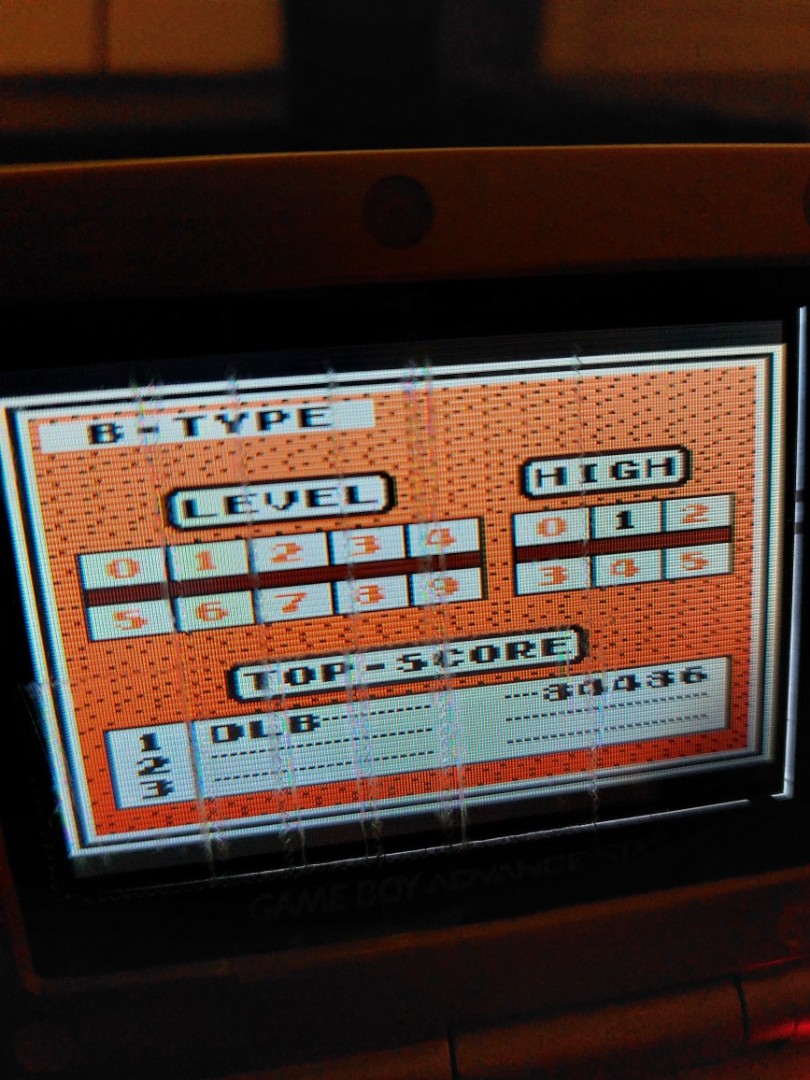 B-TYPE
LEVEL
HIGH
0 1 2 3 4
0 1 2
5 6 7 8 9
3 4 5
TOP-SCORE
1 DLB
2
3
GAME BOY ADVANCE SP